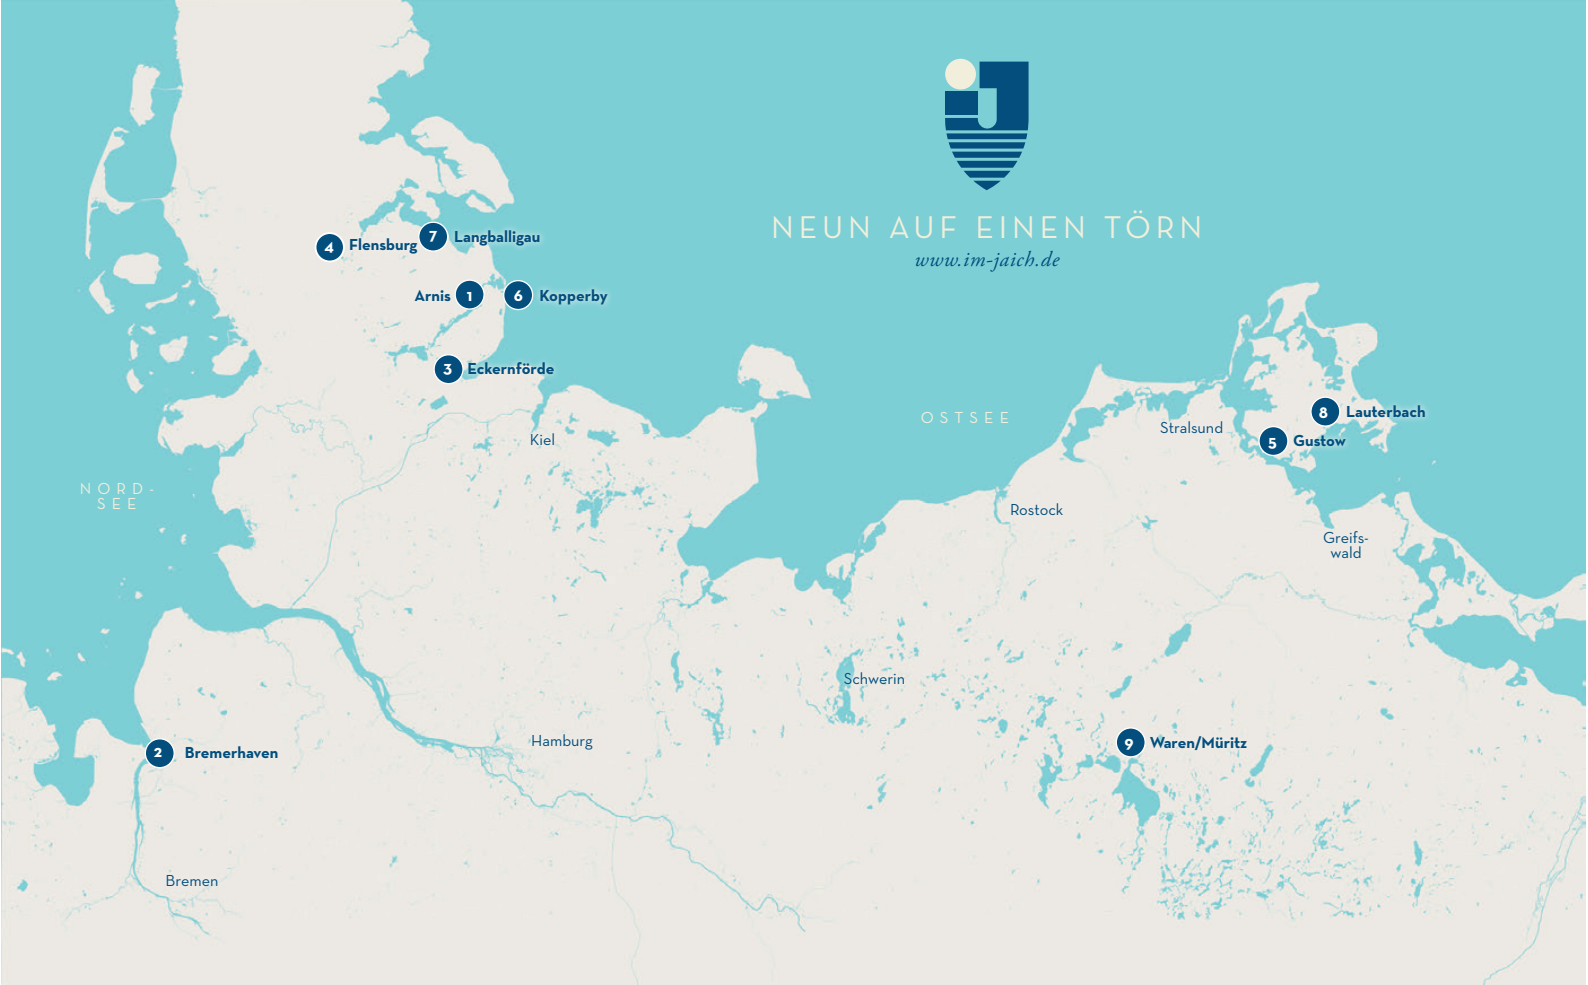 NEUN AUF EINEN TÖRN
www.im-jaich.de
4 Flensburg
7 Langballigau
Arnis 1
6 Kopperby
3 Eckernförde
Kiel
OSTSEE
NORD-
SEE
8 Lauterbach
Stralsund
5 Gustow
Rostock
Greifs-
wald
Schwerin
Hamburg
9 Waren/Müritz
2 Bremerhaven
Bremen